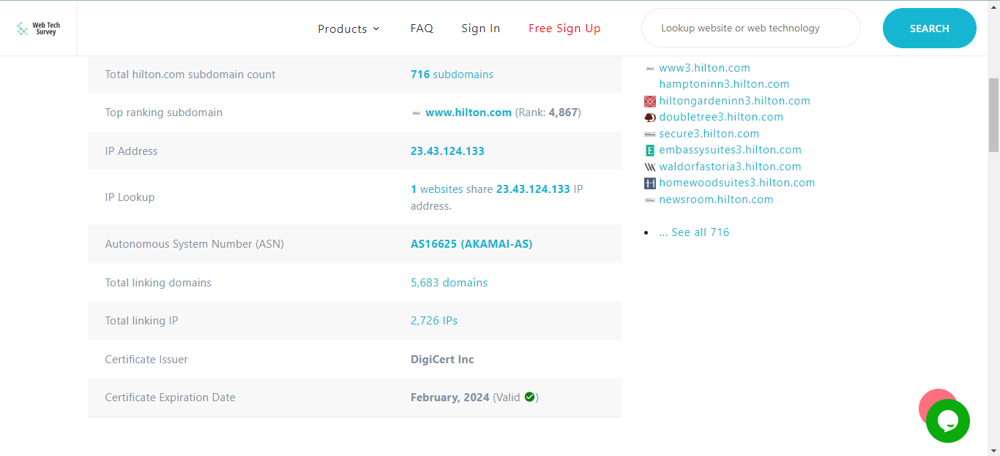 Web Tech
Survey
Products
FAQ
Sign In
Free Sign Up
Lookup website or web technology
SEARCH
Total hilton.com subdomain count
716 subdomains
Top ranking subdomain
www.hilton.com (Rank: 4,867)
IP Address
23.43.124.133
IP Lookup
1 websites share 23.43.124.133 IP
address.
Autonomous System Number (ASN)
AS16625 (AKAMAI-AS)
Total linking domains
5,683 domains
Total linking IP
2,726 IPs
Certificate Issuer
DigiCert Inc
Certificate Expiration Date
February, 2024 (Valid )
www3.hilton.com
hamptoninn3.hilton.com
hiltongardeninn3.hilton.com
doubletree3.hilton.com
secure3.hilton.com
embassysuites3.hilton.com
waldorfastoria3.hilton.com
homewoodsuites3.hilton.com
newsroom.hilton.com
... See all 716